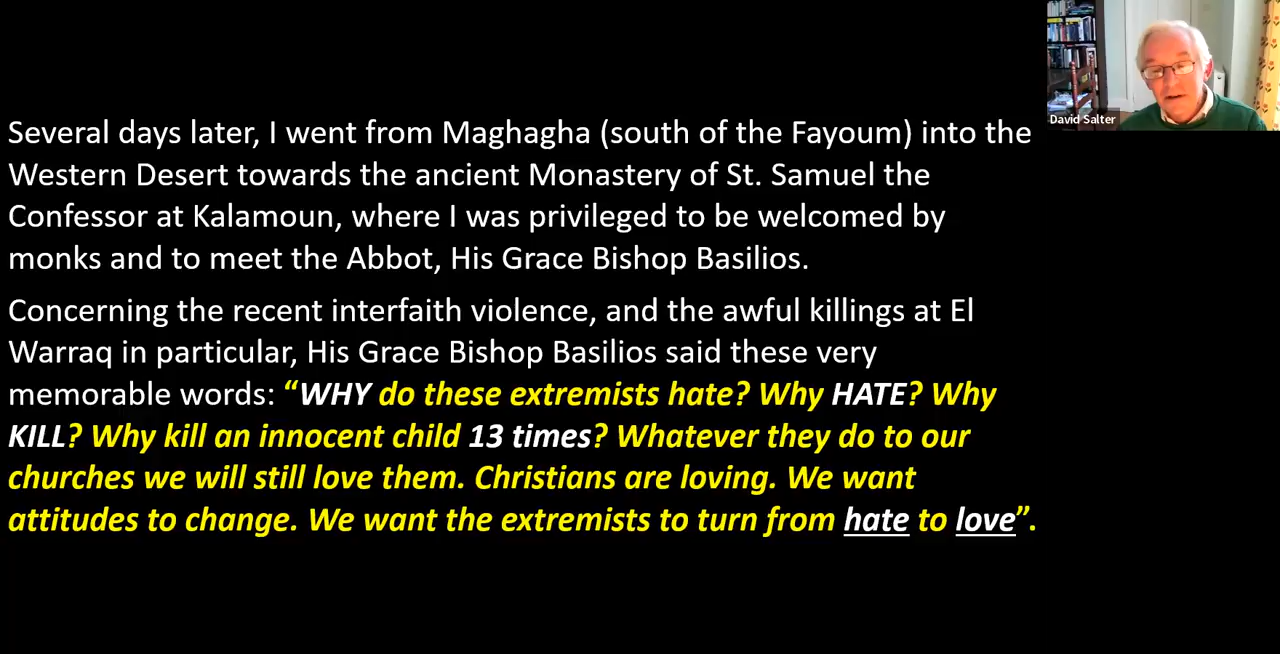 Several days later, I went from Maghagha (south of the Fayoum) into the
Western Desert towards the ancient Monastery of St. Samuel the
Confessor at Kalamoun, where I was privileged to be welcomed by
monks and to meet the Abbot, His Grace Bishop Basilios.
Concerning the recent interfaith violence, and the awful killings at El
Warraq in particular, His Grace Bishop Basilios said these very
memorable words: “WHY do these extremists hate? Why HATE? Why
KILL? Why kill an innocent child 13 times? Whatever they do to our
churches we will still love them. Christians are loving. We want
attitudes to change. We want the extremists to turn from hate to love”.
David Salter